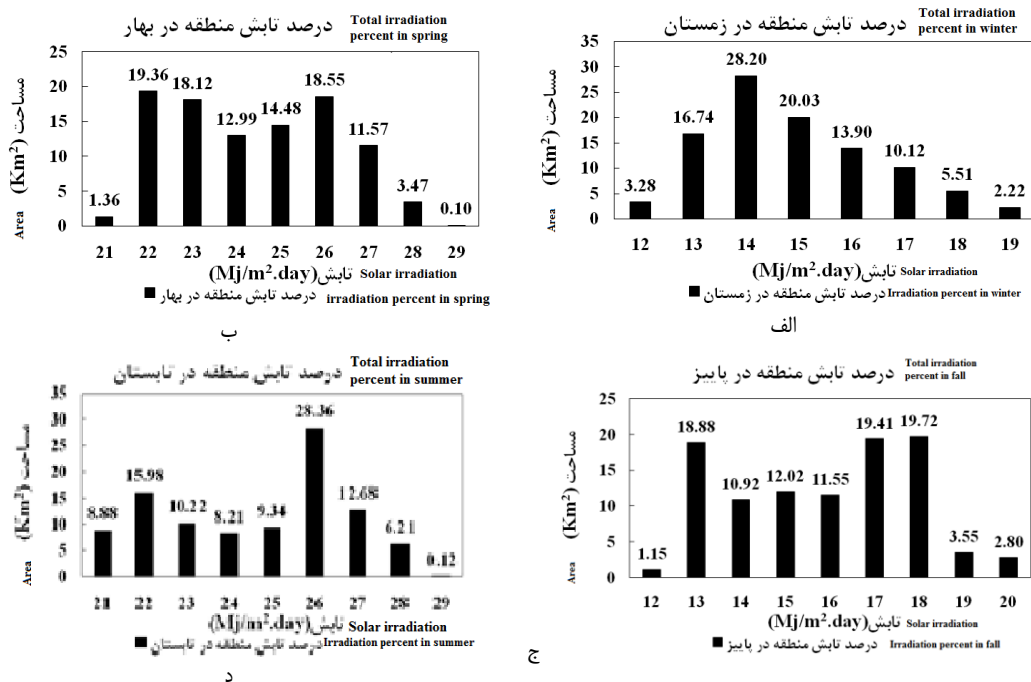 درصد تابش منطقه در بهار
Total irradiation
percent in spring
مساحت (Km²)
Area
25
20
15
10
5
0
1.36
19.36
18.12
12.99
14.48
18.55
11.57
3.47
0.10
21 22 23 24 25 26 27 28 29
تابش(Mj/m².day) Solar irradiation
درصد تابش منطقه در بهار irradiation percent in spring
ب
درصد تابش منطقه در زمستان
Total irradiation
percent in winter
مساحت (Km²)
Area
35
30
25
20
15
10
5
0
3.28
16.74
28.20
20.03
13.90
10.12
5.51
2.22
12 13 14 15 16 17 18 19
تابش(Mj/m².day) Solar irradiation
درصد تابش منطقه در زمستان Irradiation percent in winter
الف
درصد تابش منطقه در تابستان
Total irradiation
percent in summer
مساحت (Km²)
Area
35
30
25
20
15
10
5
0
8.88
15.98
10.22
8.21
9.34
28.36
12.68
6.21
0.12
21 22 23 24 25 26 27 28 29
تابش(Mj/m².day) Solar irradiation
درصد تابش منطقه در تابستان Irradiation percent in summer
د
درصد تابش منطقه در پاییز
Total irradiation
percent in fall
مساحت (Km²)
Area
25
20
15
10
5
0
1.15
18.88
10.92
12.02
11.55
19.41
19.72
3.55
2.80
12 13 14 15 16 17 18 19 20
تابش(Mj/m².day) Solar irradiation
درصد تابش منطقه در پاییز Irradiation percent in fall
ج